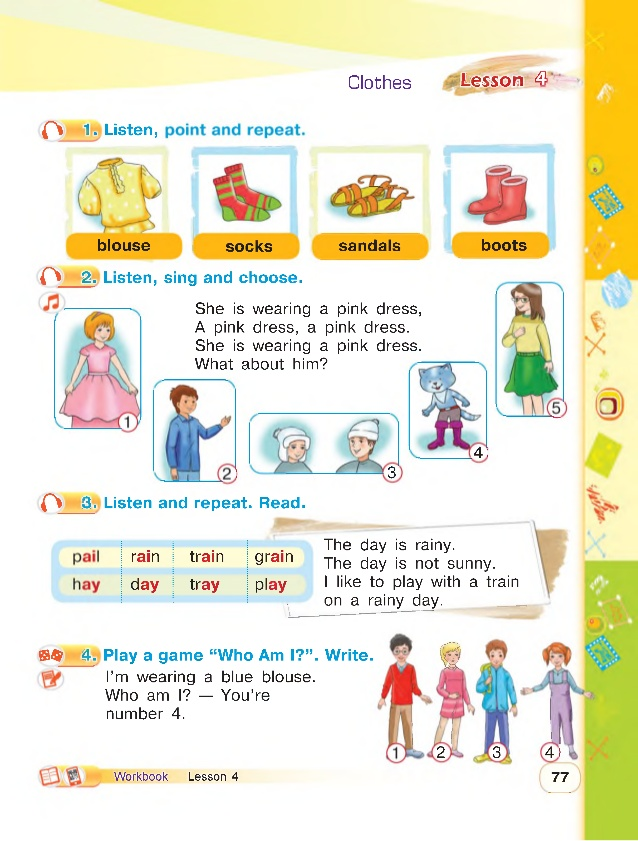 Clothes Lesson 4
1. Listen, point and repeat.
blouse socks sandals boots
2. Listen, sing and choose.
She is wearing a pink dress,
A pink dress, a pink dress.
She is wearing a pink dress.
What about him?
1
2
3
4
5
3. Listen and repeat. Read.
pail rain train grain
hay day tray play
The day is rainy.
The day is not sunny.
I like to play with a train
on a rainy day.
4. Play a game “Who Am I?”. Write.
I’m wearing a blue blouse.
Who am I? — You’re
number 4.
1 2 3 4
Workbook Lesson 4
77